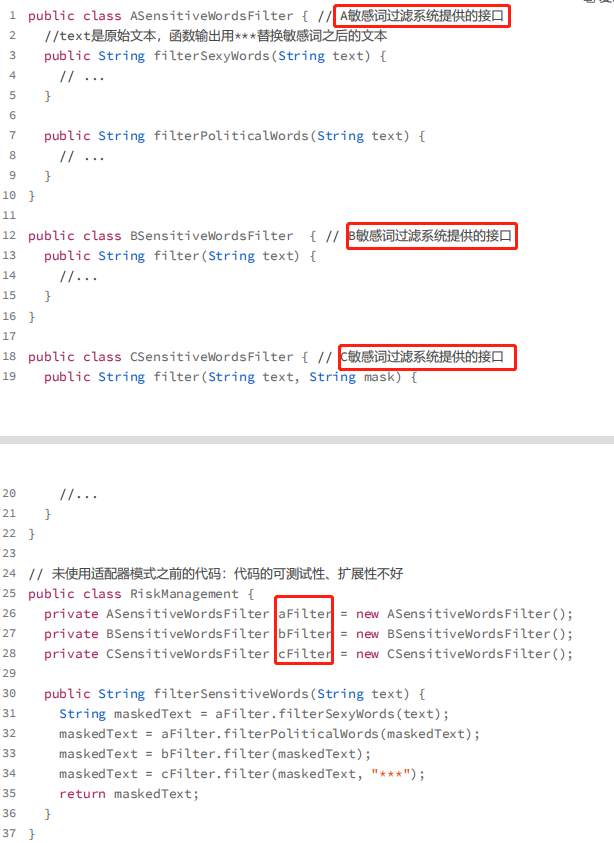 1 public class ASensitiveWordsFilter { // A敏感词过滤系统提供的接口
2 //text是原始文本，函数输出用***替换敏感词之后的文本
3 public String filterSexyWords(String text) {
4 // ...
5 }
6
7 public String filterPoliticalWords(String text) {
8 // ...
9 }
10 }
11
12 public class BSensitiveWordsFilter  { // B敏感词过滤系统提供的接口
13 public String filter(String text) {
14 //...
15 }
16 }
17
18 public class CSensitiveWordsFilter { // C敏感词过滤系统提供的接口
19 public String filter(String text, String mask) {
20 //...
21 }
22 }
23
24 // 未使用适配器模式之前的代码：代码的可测试性、扩展性不好
25 public class RiskManagement {
26 private ASensitiveWordsFilter aFilter = new ASensitiveWordsFilter();
27 private BSensitiveWordsFilter bFilter = new BSensitiveWordsFilter();
28 private CSensitiveWordsFilter cFilter = new CSensitiveWordsFilter();
29
30 public String filterSensitiveWords(String text) {
31 String maskedText = aFilter.filterSexyWords(text);
32 maskedText = aFilter.filterPoliticalWords(maskedText);
33 maskedText = bFilter.filter(maskedText);
34 maskedText = cFilter.filter(maskedText, "***");
35 return maskedText;
36 }
37 }